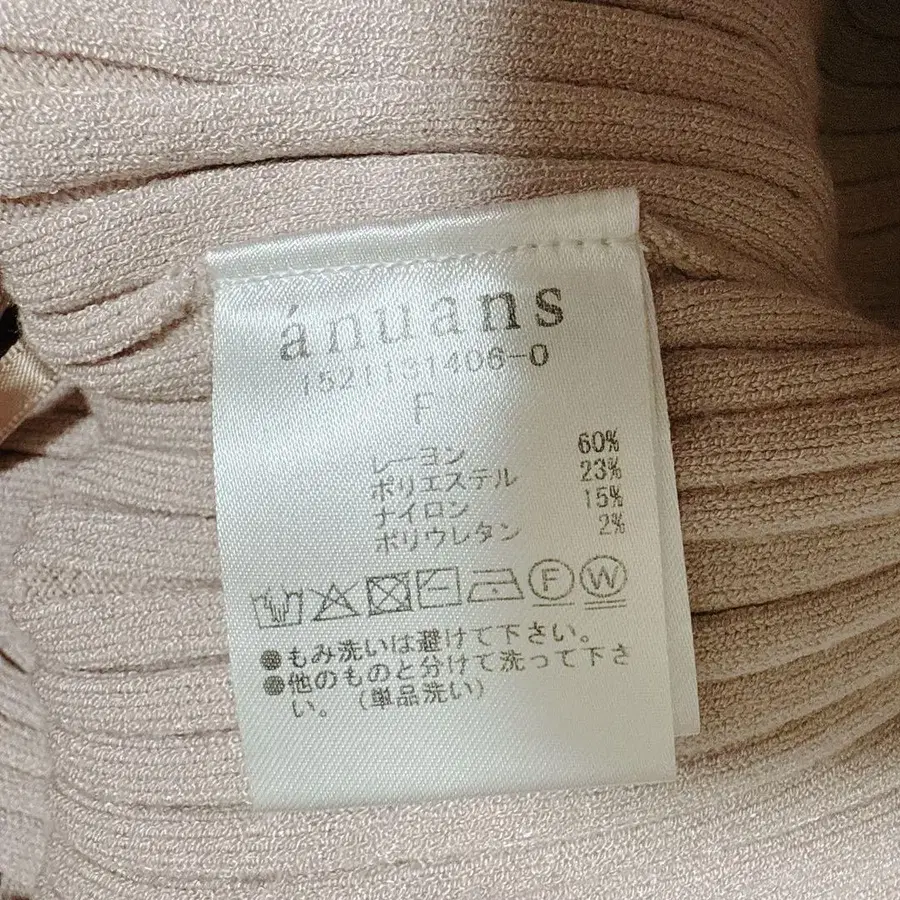 ánuans
1521131406-0
F
レーヨン 60%
ポリエステル 23%
ナイロン 15%
ポリウレタン 2%
F W
●もみ洗いは避けて下さい。
●他のものと分けて洗って下さ
い。（単品洗い）